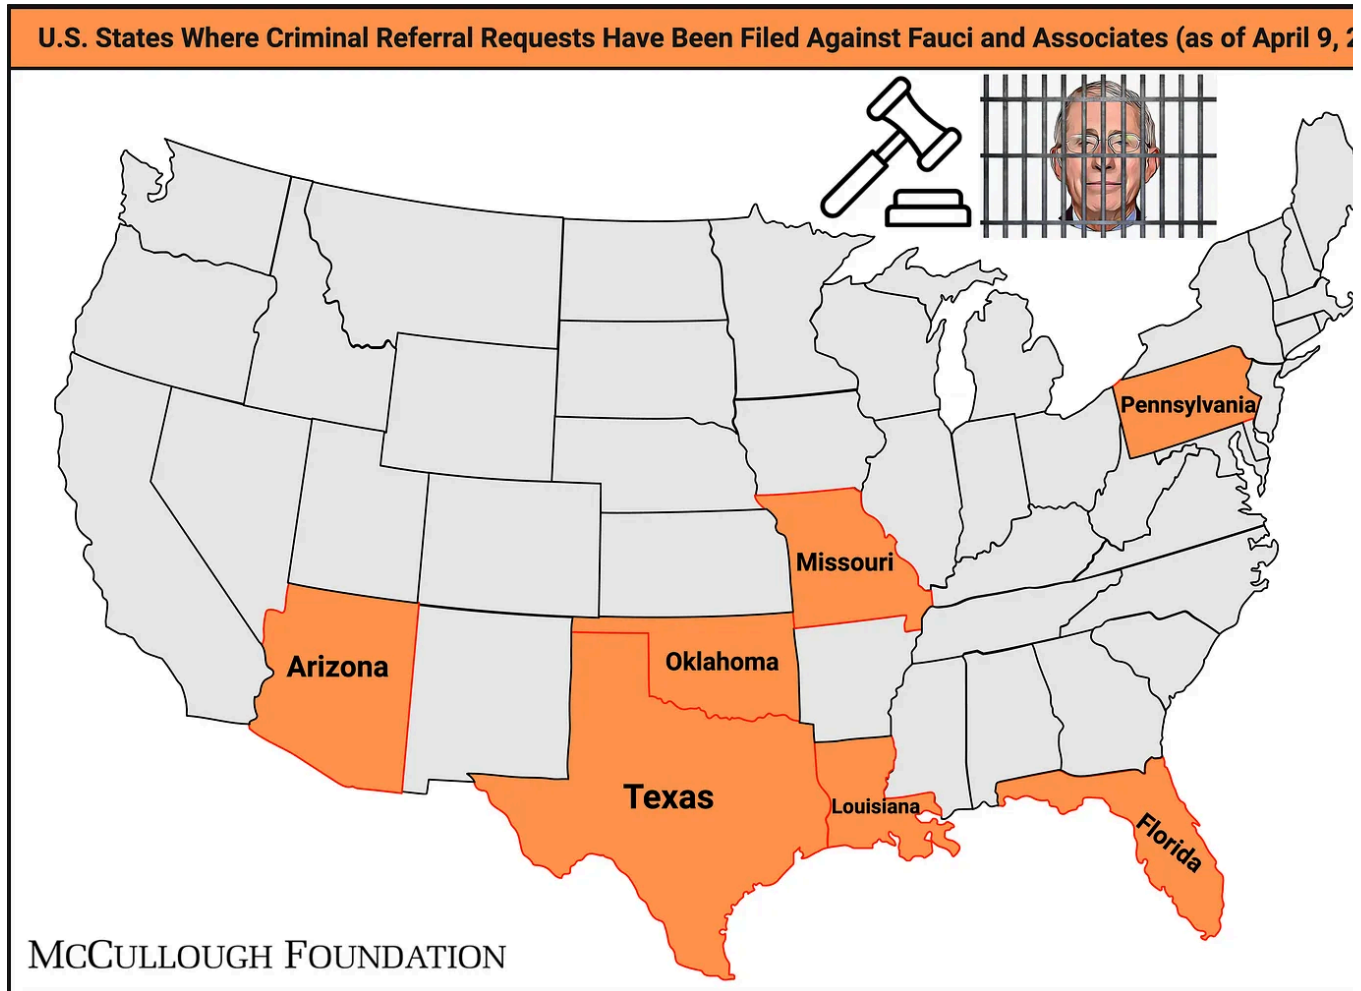 U.S. States Where Criminal Referral Requests Have Been Filed Against Fauci and Associates (as of April 9, 2
Pennsylvania
Missouri
Arizona
Oklahoma
Texas
Louisiana
Florida
MCCULLOUGH FOUNDATION